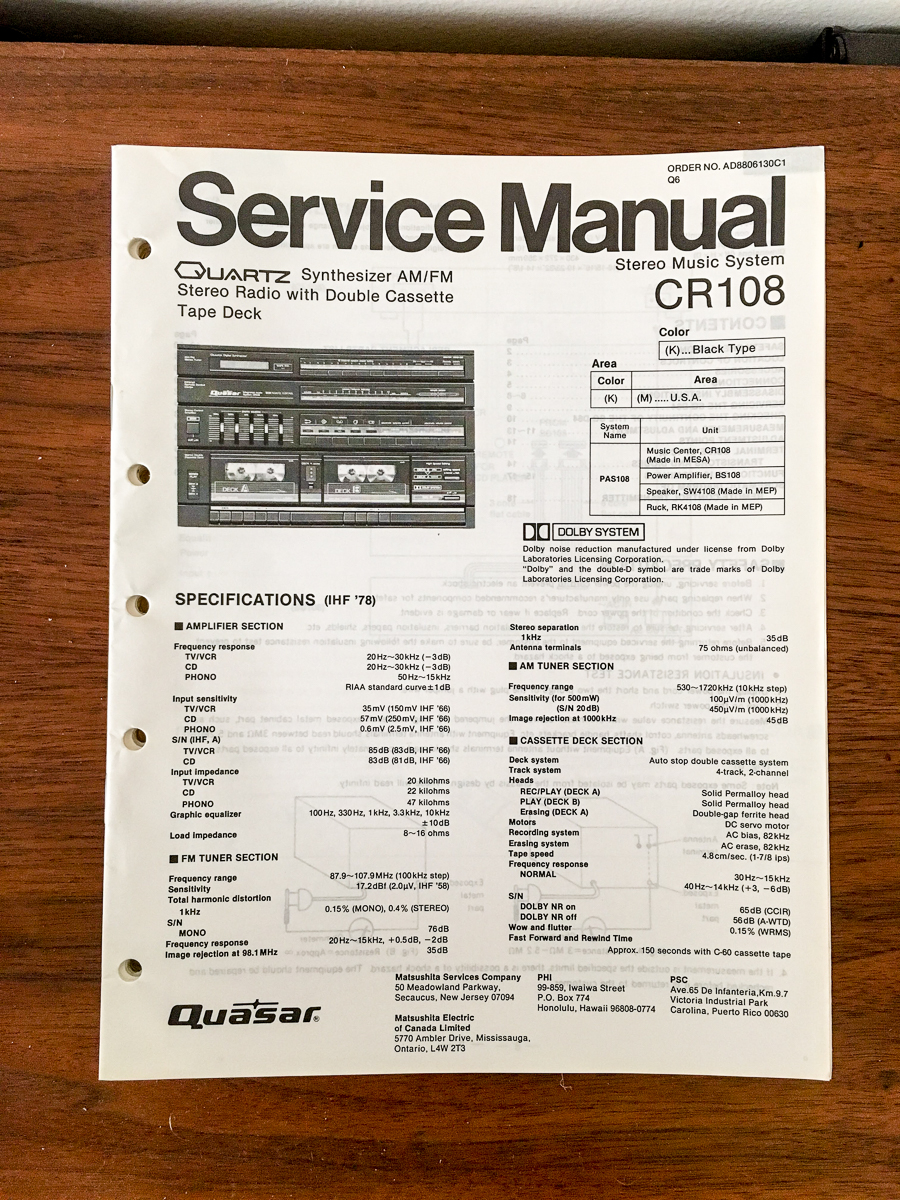 ORDER NO. AD8806130C1
Q6
Service Manual
QUARTZ Synthesizer AM/FM
Stereo Radio with Double Cassette
Tape Deck
Stereo Music System
CR108
Color
(K)... Black Type
Area
Color Area
(K) (M) ..... U.S.A.
System Name Unit
PAS108
Music Center, CR108
(Made in MESA)
Power Amplifier, BS108
Speaker, SW4108 (Made in MEP)
Ruck, RK4108 (Made in MEP)
Quasar
DECK A
DECK B
DOLBY SYSTEM
Dolby noise reduction manufactured under license from Dolby
Laboratories Licensing Corporation.
“Dolby” and the double-D symbol are trade marks of Dolby
Laboratories Licensing Corporation.
SPECIFICATIONS (IHF '78)
■ AMPLIFIER SECTION
Frequency response
TV/VCR 20Hz~30kHz (−3dB)
CD 20Hz~30kHz (−3dB)
PHONO 50Hz~15kHz
RIAA standard curve±1dB
Input sensitivity
TV/VCR 35mV (150mV IHF '66)
CD 57mV (250mV, IHF '66)
PHONO 0.6mV (2.5mV, IHF '66)
S/N (IHF, A)
TV/VCR 85dB (83dB, IHF '66)
CD 83dB (81dB, IHF '66)
Input impedance
TV/VCR 20 kilohms
CD 22 kilohms
PHONO 47 kilohms
Graphic equalizer 100Hz, 330Hz, 1kHz, 3.3kHz, 10kHz
±10dB
Load impedance 8~16 ohms
■ FM TUNER SECTION
Frequency range 87.9~107.9MHz (100kHz step)
Sensitivity 17.2dBf (2.0μV, IHF '58)
Total harmonic distortion
1kHz 0.15% (MONO), 0.4% (STEREO)
S/N
MONO 76dB
Frequency response 20Hz~15kHz, +0.5dB, −2dB
Image rejection at 98.1MHz 35dB
Stereo separation
1kHz 35dB
Antenna terminals 75 ohms (unbalanced)
■ AM TUNER SECTION
Frequency range 530~1720kHz (10kHz step)
Sensitivity (for 500mW) 100μV/m (1000kHz)
(S/N 20dB) 450μV/m (1000kHz)
Image rejection at 1000kHz 45dB
■ CASSETTE DECK SECTION
Deck system Auto stop double cassette system
Track system 4-track, 2-channel
Heads
REC/PLAY (DECK A) Solid Permalloy head
PLAY (DECK B) Solid Permalloy head
Erasing (DECK A) Double-gap ferrite head
Motors DC servo motor
Recording system AC bias, 82kHz
Erasing system AC erase, 82kHz
Tape speed 4.8cm/sec. (1-7/8 ips)
Frequency response
NORMAL 30Hz~15kHz
40Hz~14kHz (+3, −6dB)
S/N
DOLBY NR on 65dB (CCIR)
DOLBY NR off 56dB (A-WTD)
Wow and flutter 0.15% (WRMS)
Fast Forward and Rewind Time
Approx. 150 seconds with C-60 cassette tape
Quasar®
Matsushita Services Company
50 Meadowland Parkway,
Secaucus, New Jersey 07094
Matsushita Electric
of Canada Limited
5770 Ambler Drive, Mississauga,
Ontario, L4W 2T3
PHI
99-859, Iwaiwa Street
P.O. Box 774
Honolulu, Hawaii 96808-0774
PSC
Ave.65 De Infanteria,Km.9.7
Victoria Industrial Park
Carolina, Puerto Rico 00630